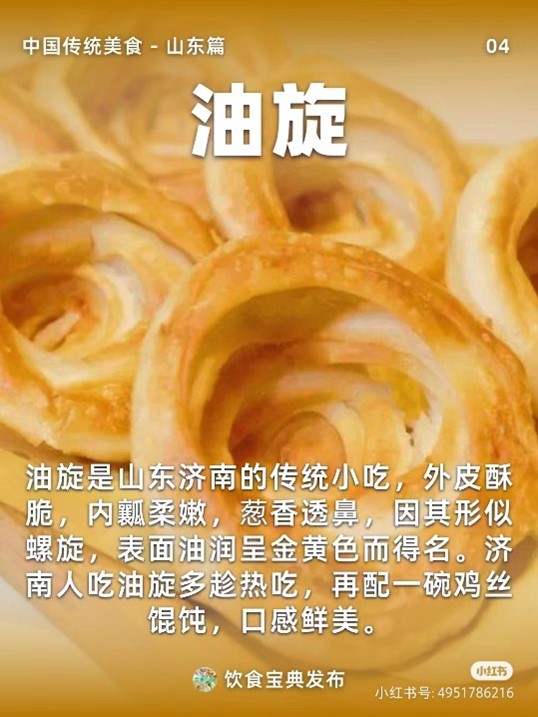 中国传统美食 - 山东篇
04
油旋
油旋是山东济南的传统小吃，外皮酥
脆，内瓤柔嫩，葱香透鼻，因其形似
螺旋，表面油润呈金黄色而得名。济
南人吃油旋多趁热吃，再配一碗鸡丝
馄饨，口感鲜美。
饮食宝典发布
小红书
小红书号: 4951786216